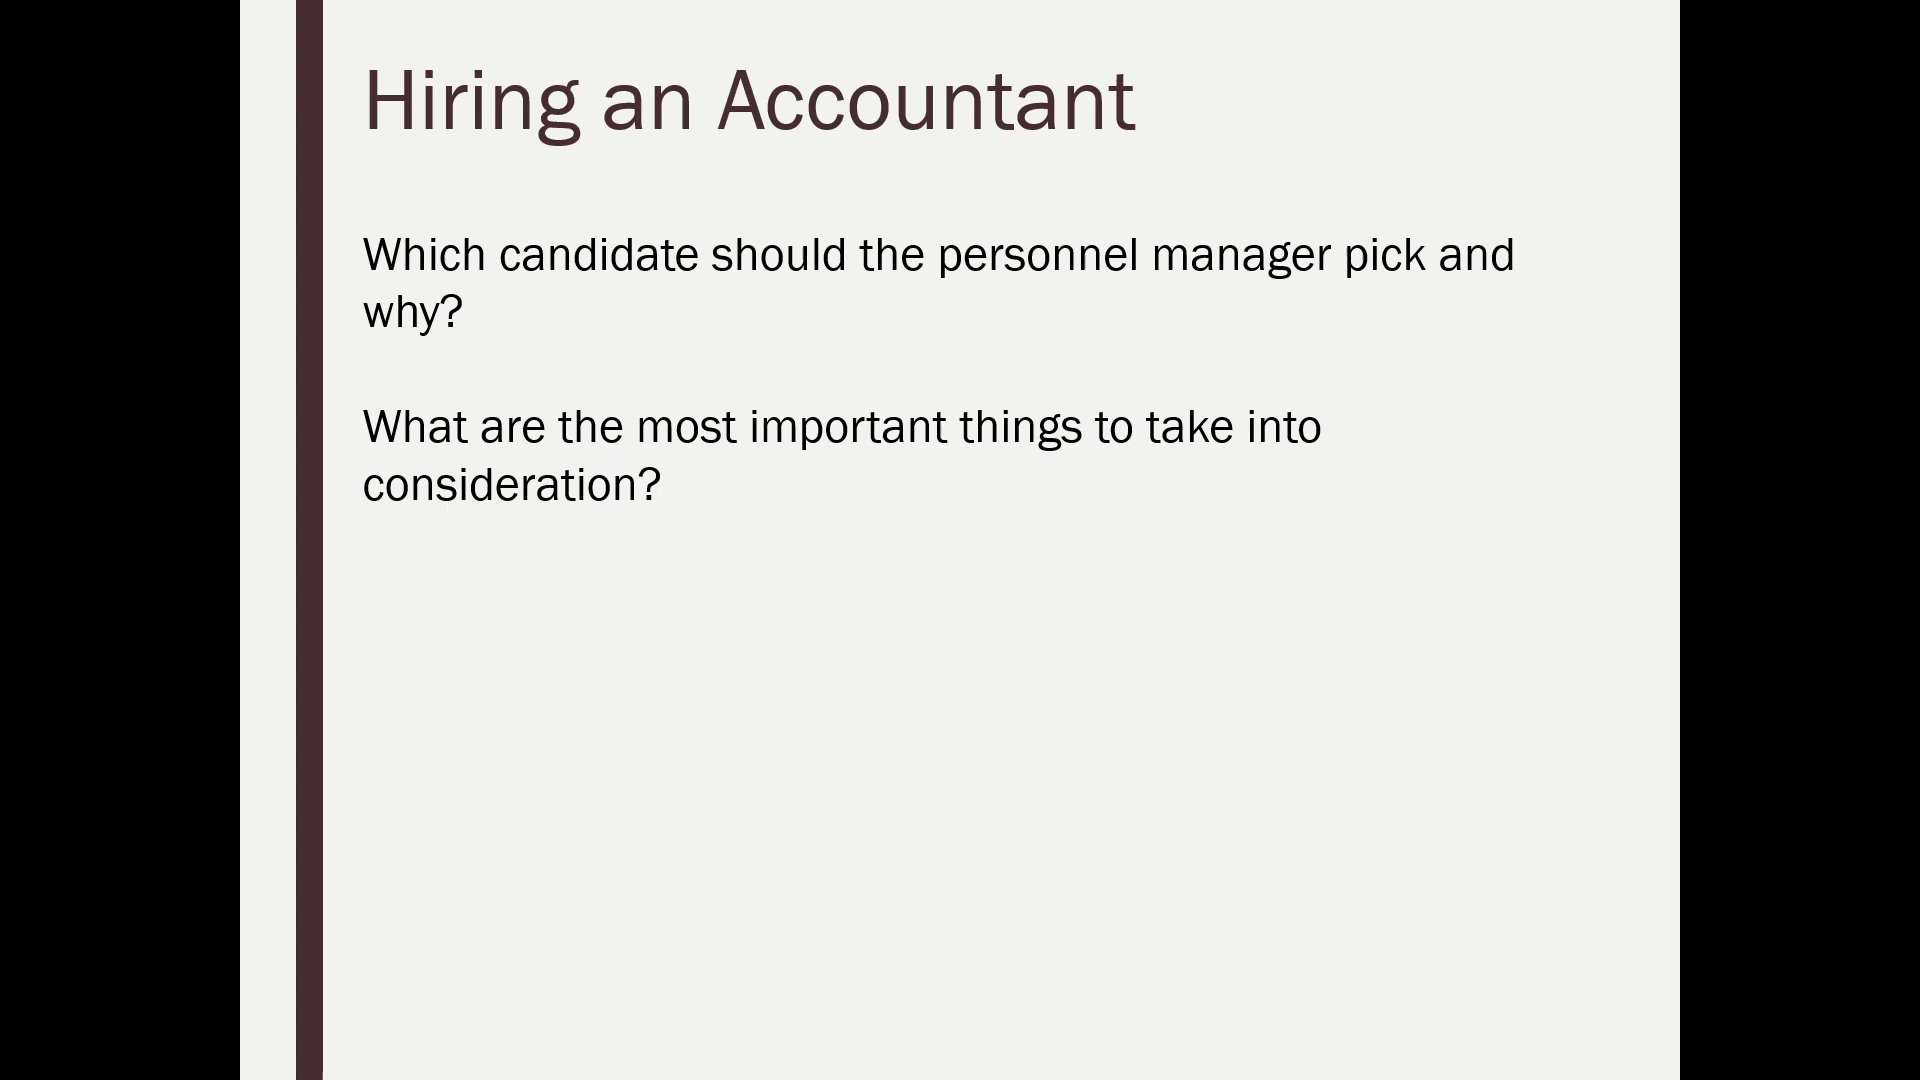 Hiring an Accountant
Which candidate should the personnel manager pick and
why?
What are the most important things to take into
consideration?